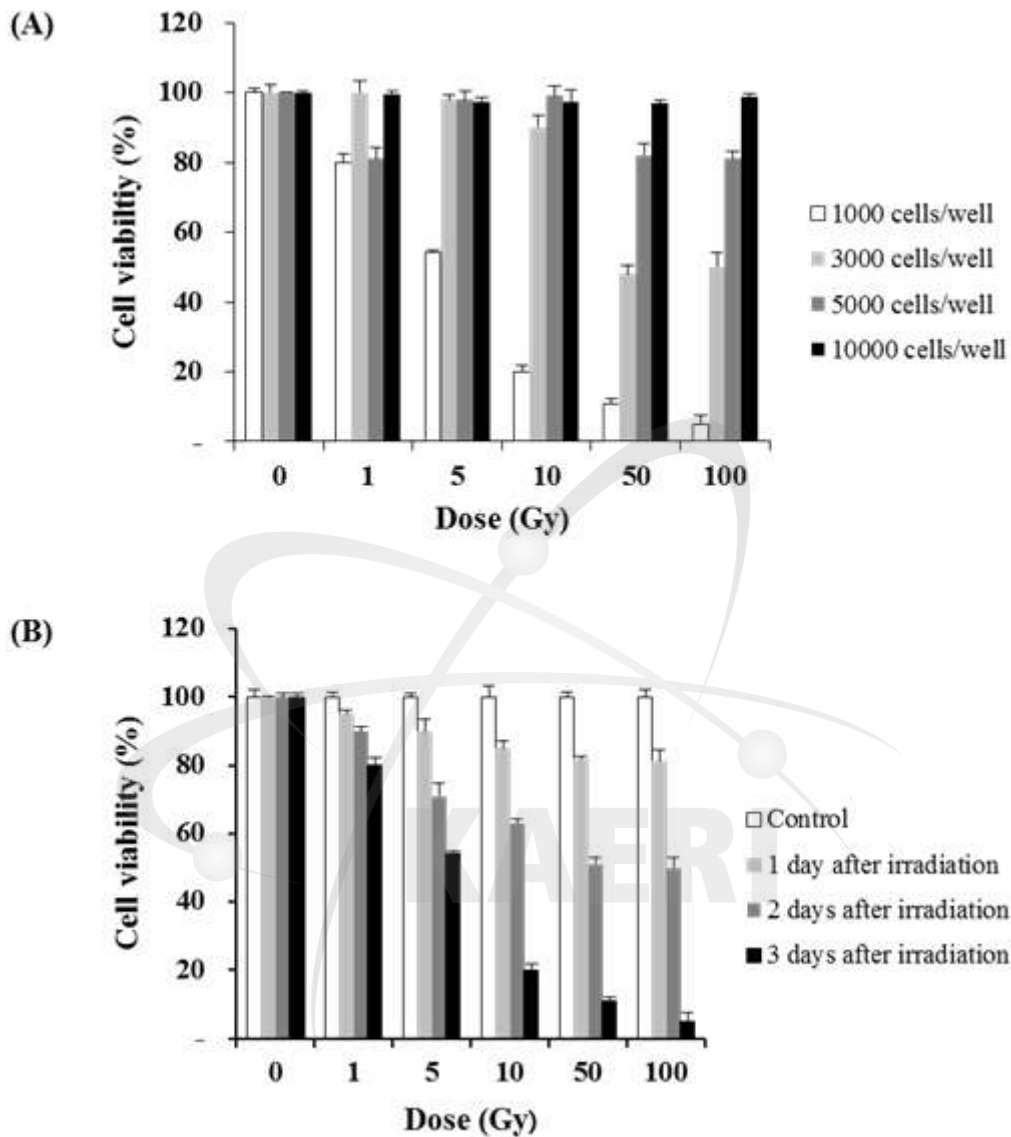 (A)
120
100
80
60
40
20
-
Cell viabiltiy (%)
0 1 5 10 50 100
Dose (Gy)
1000 cells/well
3000 cells/well
5000 cells/well
10000 cells/well
KAERI
(B)
120
100
80
60
40
20
-
Cell viability (%)
0 1 5 10 50 100
Dose (Gy)
Control
1 day after irradiation
2 days after irradiation
3 days after irradiation